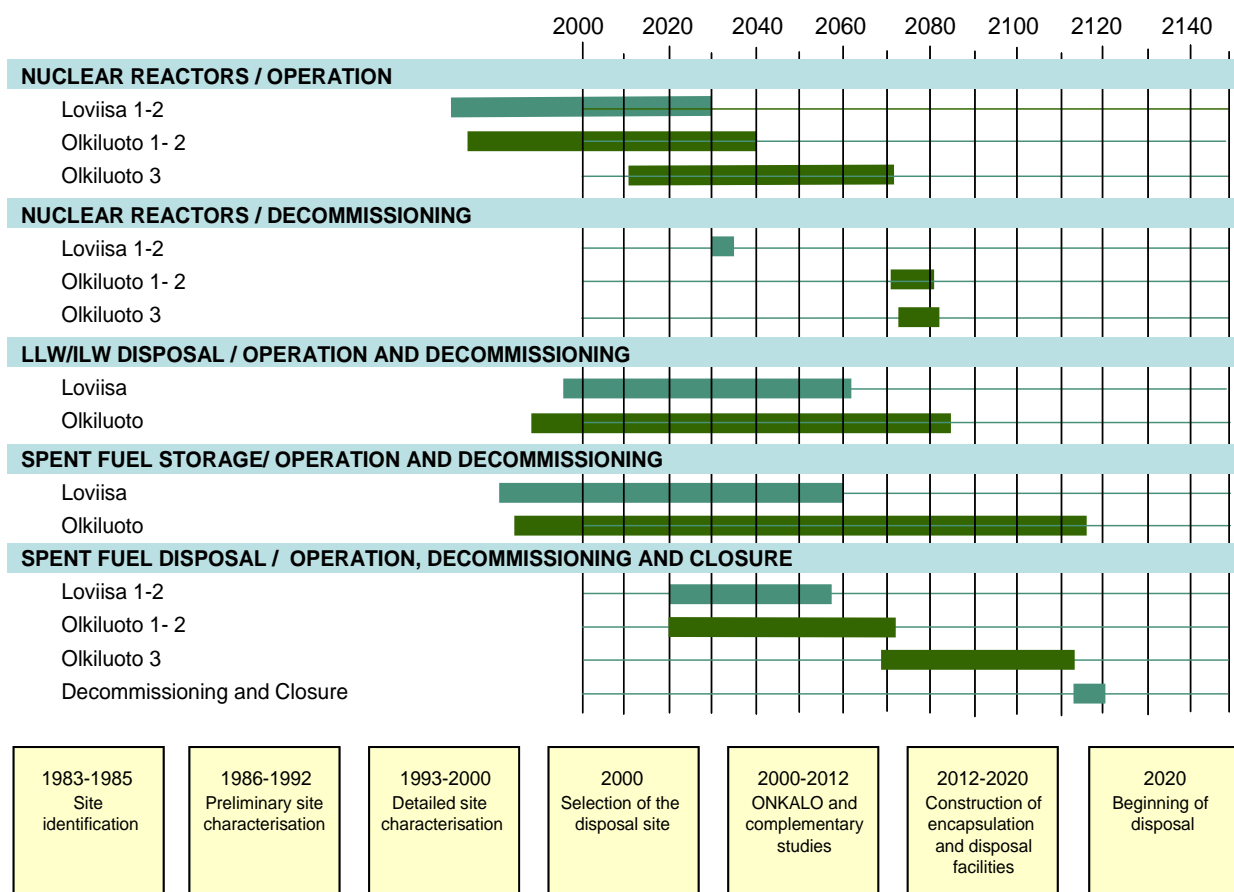 2000 2020 2040 2060 2080 2100 2120 2140
NUCLEAR REACTORS / OPERATION
Loviisa 1-2
Olkiluoto 1- 2
Olkiluoto 3
NUCLEAR REACTORS / DECOMMISSIONING
Loviisa 1-2
Olkiluoto 1- 2
Olkiluoto 3
LLW/ILW DISPOSAL / OPERATION AND DECOMMISSIONING
Loviisa
Olkiluoto
SPENT FUEL STORAGE/ OPERATION AND DECOMMISSIONING
Loviisa
Olkiluoto
SPENT FUEL DISPOSAL / OPERATION, DECOMMISSIONING AND CLOSURE
Loviisa 1-2
Olkiluoto 1- 2
Olkiluoto 3
Decommissioning and Closure
1983-1985
Site
identification
1986-1992
Preliminary site
characterisation
1993-2000
Detailed site
characterisation
2000
Selection of the
disposal site
2000-2012
ONKALO and
complementary
studies
2012-2020
Construction of
encapsulation
and disposal
facilities
2020
Beginning of
disposal